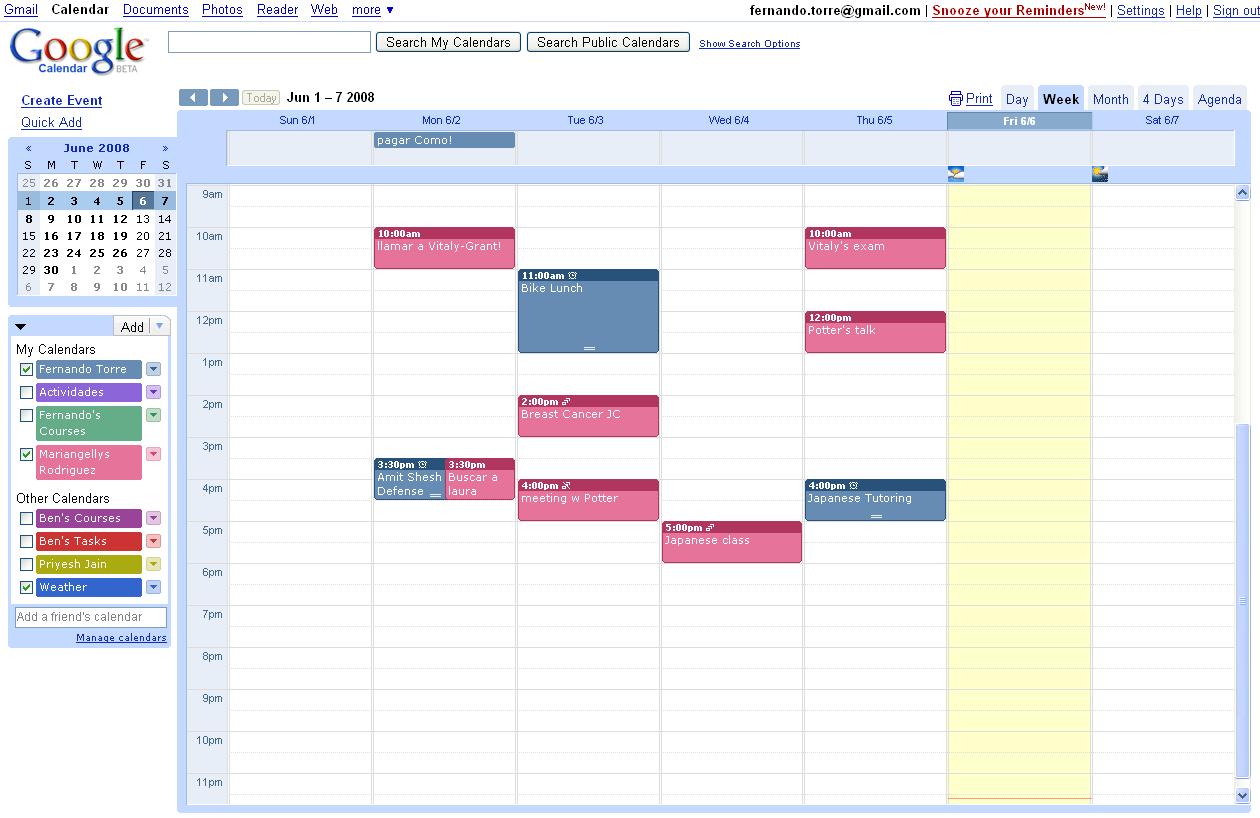 Gmail Calendar Documents Photos Reader Web more ▼
fernando.torre@gmail.com | Snooze your Reminders New! | Settings | Help | Sign out
Google
Calendar BETA
Search My Calendars
Search Public Calendars
Show Search Options
Create Event
Quick Add
Today
Jun 1 – 7 2008
Print
Day
Week
Month
4 Days
Agenda
« June 2008 »
S M T W T F S
25 26 27 28 29 30 31
1 2 3 4 5 6 7
8 9 10 11 12 13 14
15 16 17 18 19 20 21
22 23 24 25 26 27 28
29 30 1 2 3 4 5
6 7 8 9 10 11 12
Add
My Calendars
Fernando Torre
Actividades
Fernando's
Courses
Mariangellys
Rodriguez
Other Calendars
Ben's Courses
Ben's Tasks
Priyesh Jain
Weather
Add a friend's calendar
Manage calendars
Sun 6/1 Mon 6/2 Tue 6/3 Wed 6/4 Thu 6/5 Fri 6/6 Sat 6/7
pagar Como!
9am
10am
11am
12pm
1pm
2pm
3pm
4pm
5pm
6pm
7pm
8pm
9pm
10pm
11pm
10:00am
llamar a Vitaly-Grant!
3:30pm
Amit Shesh
Defense
3:30pm
Buscar a
laura
11:00am
Bike Lunch
2:00pm
Breast Cancer JC
4:00pm
meeting w Potter
5:00pm
Japanese class
10:00am
Vitaly's exam
12:00pm
Potter's talk
4:00pm
Japanese Tutoring